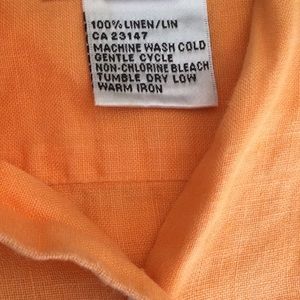 100% LINEN/LIN
CA 23147
MACHINE WASH COLD
GENTLE CYCLE
NON-CHLORINE BLEACH
TUMBLE DRY LOW
WARM IRON